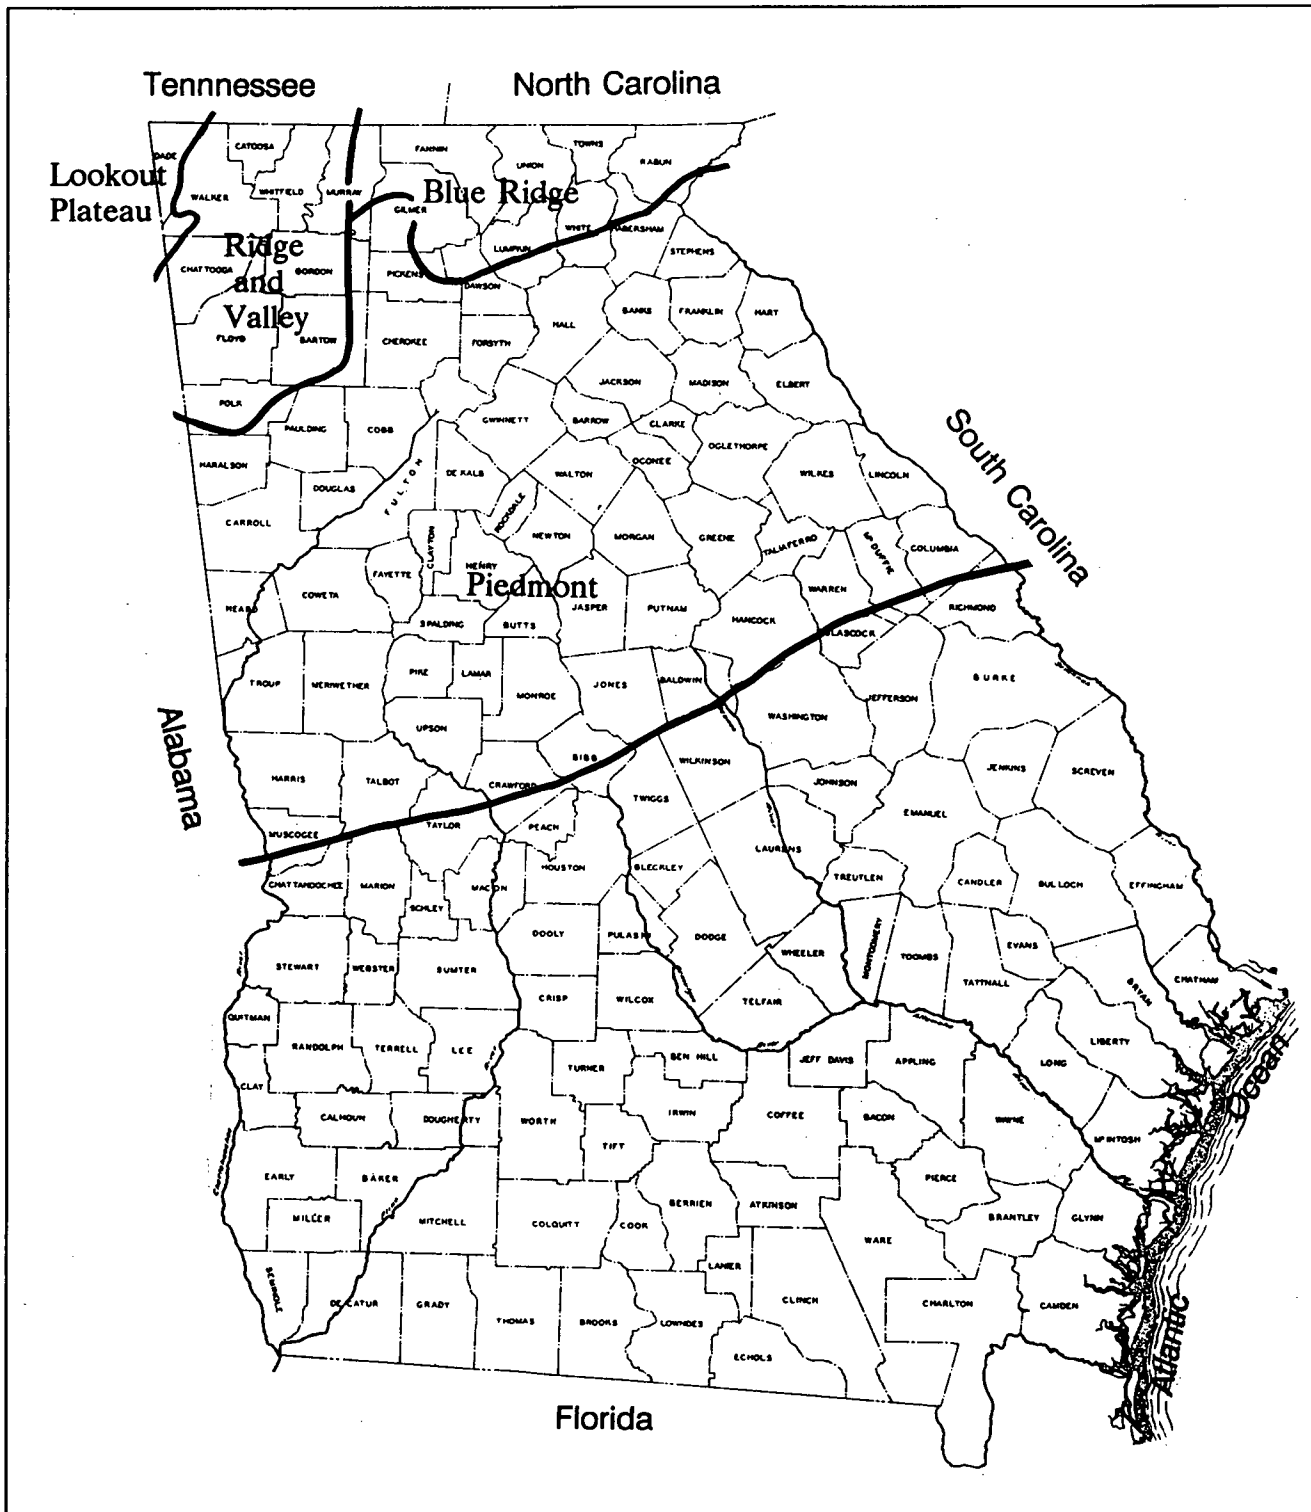 Tennnessee
North Carolina
DADE
CATOOSA
FANNIN
TOWNS
UNION
RABUN
Lookout
Plateau
WALKER
WHITFIELD
MURRAY
GILMER
Blue Ridge
WHITE
HABERSHAM
LUMPKIN
STEPHENS
Ridge
and
Valley
CHATTOOGA
GORDON
PICKENS
DAWSON
HALL
BANKS
FRANKLIN
HART
FLOYD
BARTOW
CHEROKEE
FORSYTH
JACKSON
MADISON
ELBERT
POLK
PAULDING
COBB
GWINNETT
BARROW
CLARKE
OGLETHORPE
OCONEE
HARALSON
DOUGLAS
FULTON
DE KALB
WALTON
WILKES
LINCOLN
South Carolina
CARROLL
ROCKDALE
CLAYTON
NEWTON
MORGAN
GREENE
TALIAFERRO
McDUFFIE
COLUMBIA
HEARD
COWETA
FAYETTE
HENRY
Piedmont
JASPER
PUTNAM
HANCOCK
WARREN
RICHMOND
SPALDING
BUTTS
GLASCOCK
TROUP
MERIWETHER
PIKE
LAMAR
MONROE
JONES
BALDWIN
WASHINGTON
JEFFERSON
BURKE
Alabama
UPSON
HARRIS
TALBOT
CRAWFORD
BIBB
WILKINSON
JOHNSON
JENKINS
SCREVEN
TWIGGS
EMANUEL
MUSCOGEE
TAYLOR
PEACH
LAURENS
HOUSTON
BLECKLEY
CHATTAHOOCHEE
MARION
MACON
SCHLEY
TREUTLEN
CANDLER
BULLOCH
EFFINGHAM
DOOLY
PULASKI
DODGE
WHEELER
MONTGOMERY
TOOMBS
EVANS
STEWART
WEBSTER
SUMTER
TATTNALL
BRYAN
CHATHAM
CRISP
WILCOX
TELFAIR
QUITMAN
RANDOLPH
TERRELL
LEE
TURNER
BEN HILL
JEFF DAVIS
APPLING
LONG
LIBERTY
CLAY
CALHOUN
DOUGHERTY
WORTH
TIFT
IRWIN
COFFEE
BACON
WAYNE
McINTOSH
EARLY
BAKER
PIERCE
MILLER
MITCHELL
COLQUITT
COOK
BERRIEN
ATKINSON
WARE
BRANTLEY
GLYNN
SEMINOLE
DECATUR
GRADY
THOMAS
BROOKS
LOWNDES
LANIER
CLINCH
ECHOLS
CHARLTON
CAMDEN
Atlantic Ocean
Florida